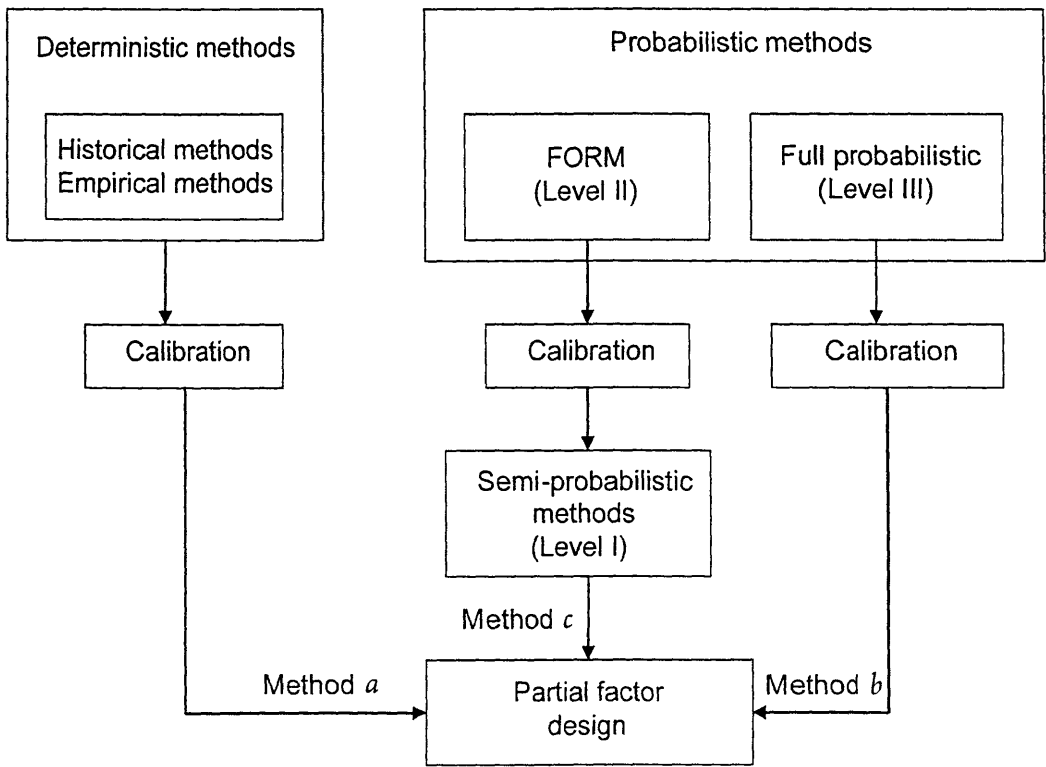 Deterministic methods
Historical methods
Empirical methods
Probabilistic methods
FORM
(Level II)
Full probabilistic
(Level III)
Calibration
Calibration
Calibration
Semi-probabilistic
methods
(Level I)
Method c
Method a
Partial factor
design
Method b